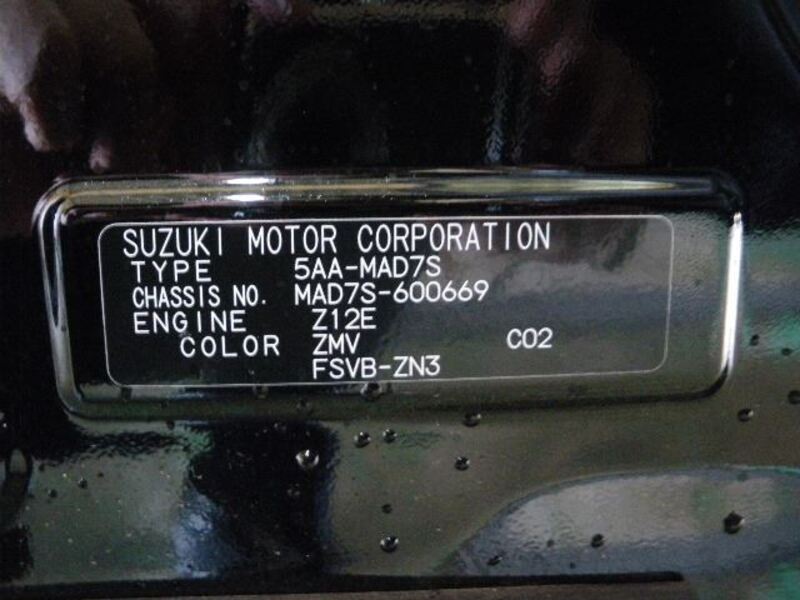 SUZUKI MOTOR CORPORATION
TYPE 5AA-MAD7S
CHASSIS NO. MAD7S-600669
ENGINE Z12E
COLOR ZMV C02
FSVB-ZN3